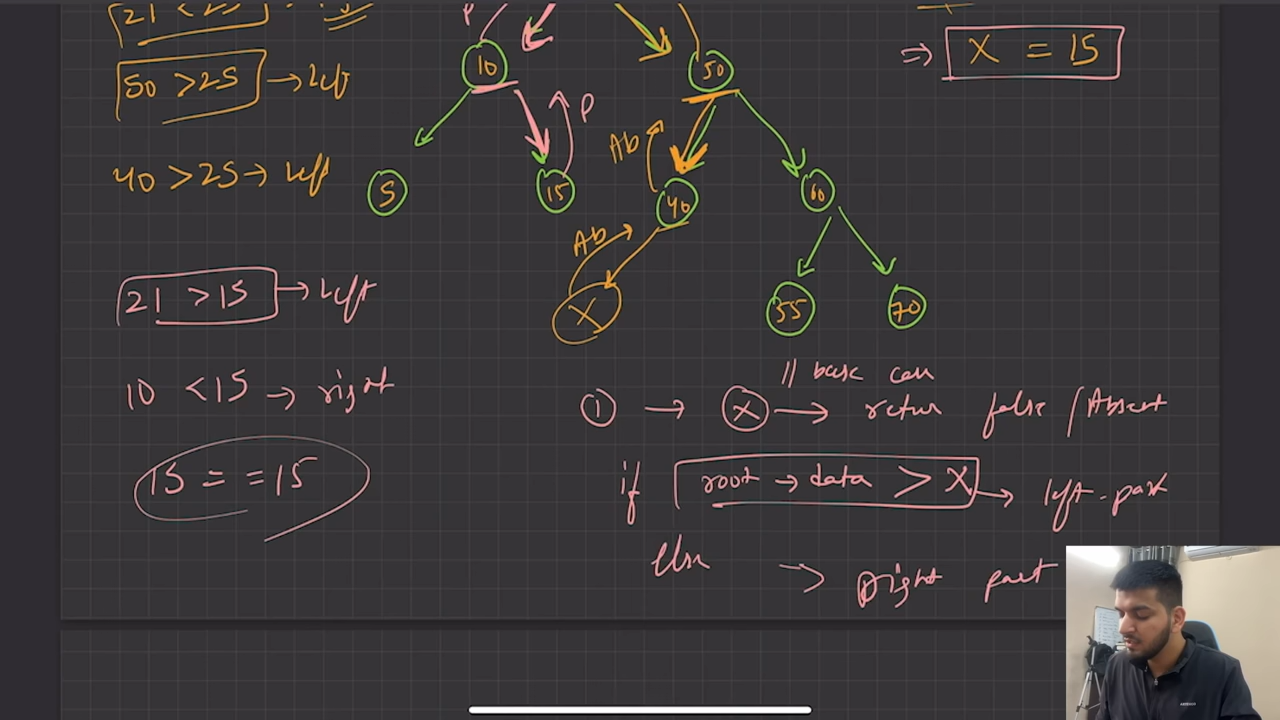 21 < 25
50 > 25 → Left
40 > 25 → Left
21 > 15 → Left
10 < 15 → right
15 = = 15
P
10
50
⇒ X = 15
P
Ab
5
15
40
60
Ab
X
55
70
// base case
① → X → return false / Absent
if root → data > X → left-part
else → right part